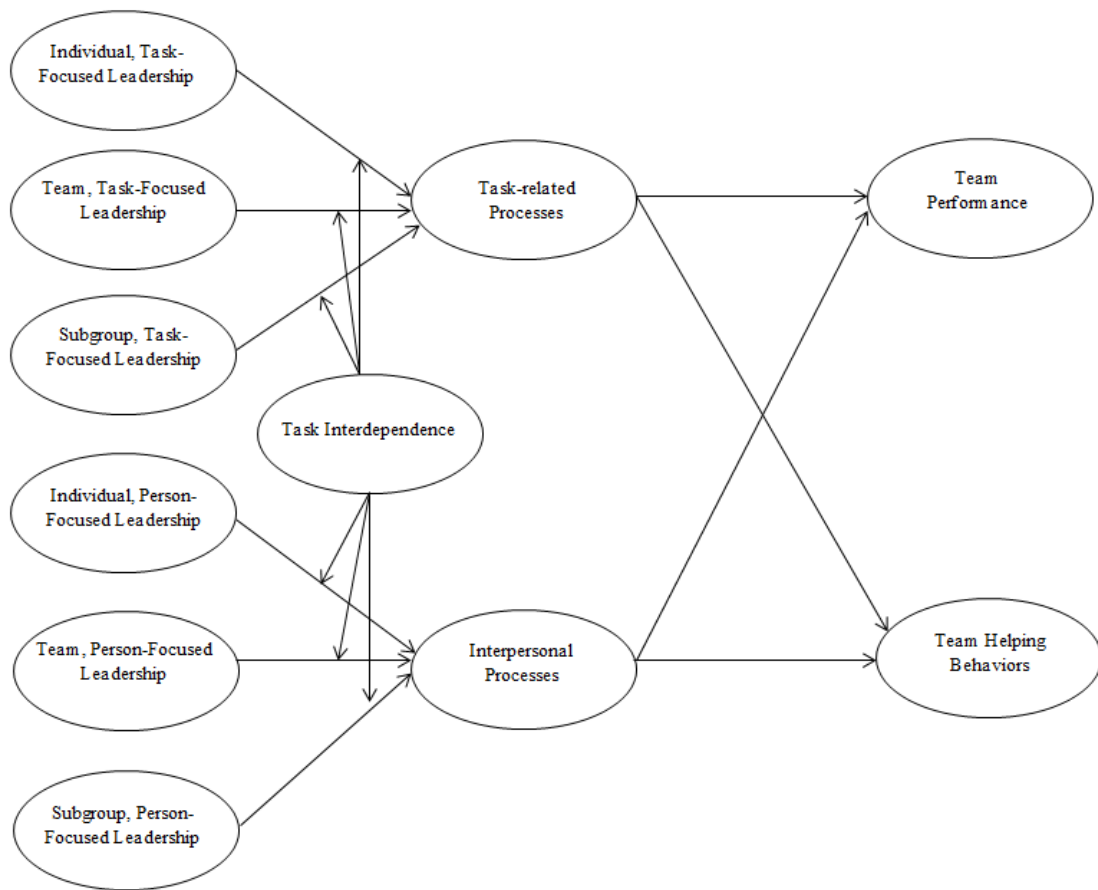 Individual, Task-
Focused Leadership
Team, Task-Focused
Leadership
Subgroup, Task-
Focused Leadership
Task Interdependence
Individual, Person-
Focused Leadership
Team, Person-Focused
Leadership
Subgroup, Person-
Focused Leadership
Task-related
Processes
Interpersonal
Processes
Team
Performance
Team Helping
Behaviors